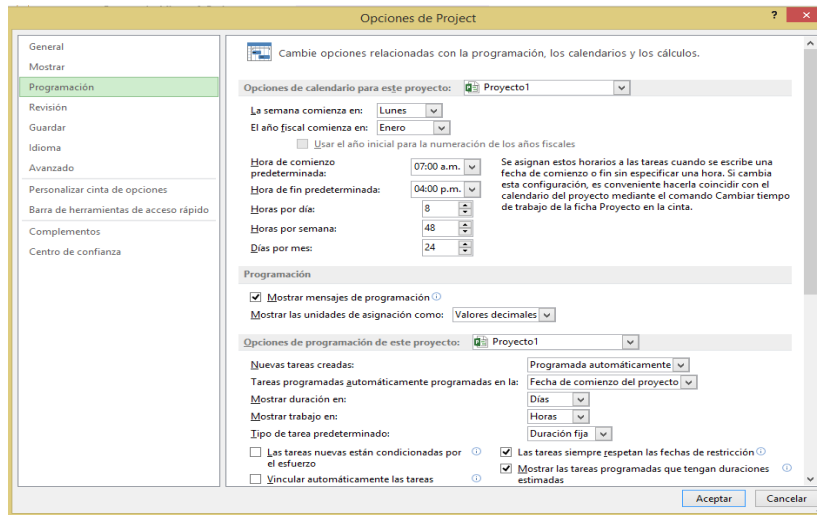 Opciones de Project
?
General
Mostrar
Programación
Revisión
Guardar
Idioma
Avanzado
Personalizar cinta de opciones
Barra de herramientas de acceso rápido
Complementos
Centro de confianza
Cambie opciones relacionadas con la programación, los calendarios y los cálculos.
Opciones de calendario para este proyecto: Proyecto1
La semana comienza en: Lunes
El año fiscal comienza en: Enero
Usar el año inicial para la numeración de los años fiscales
Hora de comienzo
predeterminada: 07:00 a.m.
Hora de fin predeterminada: 04:00 p.m.
Horas por día: 8
Horas por semana: 48
Días por mes: 24
Se asignan estos horarios a las tareas cuando se escribe una
fecha de comienzo o fin sin especificar una hora. Si cambia
esta configuración, es conveniente hacerla coincidir con el
calendario del proyecto mediante el comando Cambiar tiempo
de trabajo de la ficha Proyecto en la cinta.
Programación
Mostrar mensajes de programación
Mostrar las unidades de asignación como: Valores decimales
Opciones de programación de este proyecto: Proyecto1
Nuevas tareas creadas: Programada automáticamente
Tareas programadas automáticamente programadas en la: Fecha de comienzo del proyecto
Mostrar duración en: Días
Mostrar trabajo en: Horas
Tipo de tarea predeterminado: Duración fija
Las tareas nuevas están condicionadas por
el esfuerzo
Vincular automáticamente las tareas
Las tareas siempre respetan las fechas de restricción
Mostrar las tareas programadas que tengan duraciones
estimadas
Aceptar
Cancelar